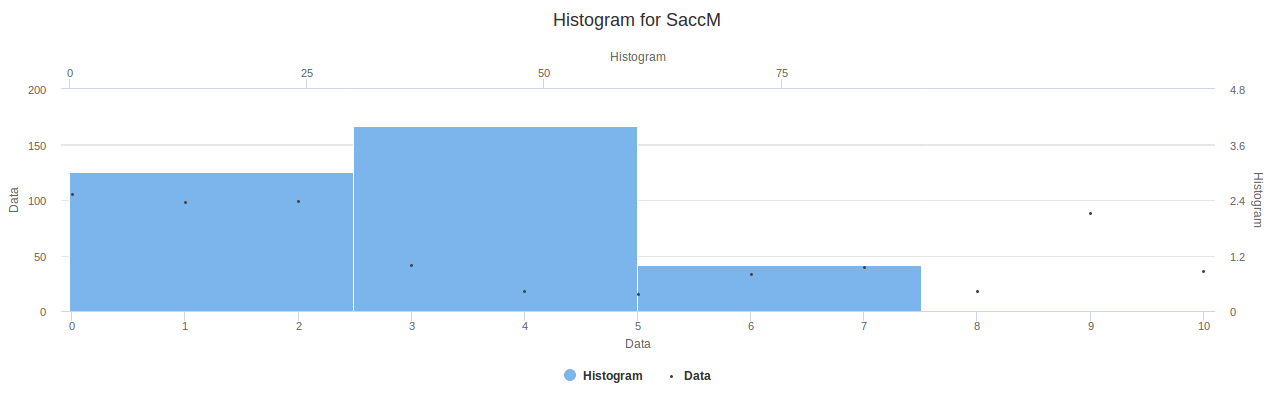 Histogram for SaccM
Histogram
0 25 50 75
200 4.8
150 3.6
100 2.4
50 1.2
0 0
Data
Histogram
0 1 2 3 4 5 6 7 8 9 10
Data
Histogram Data